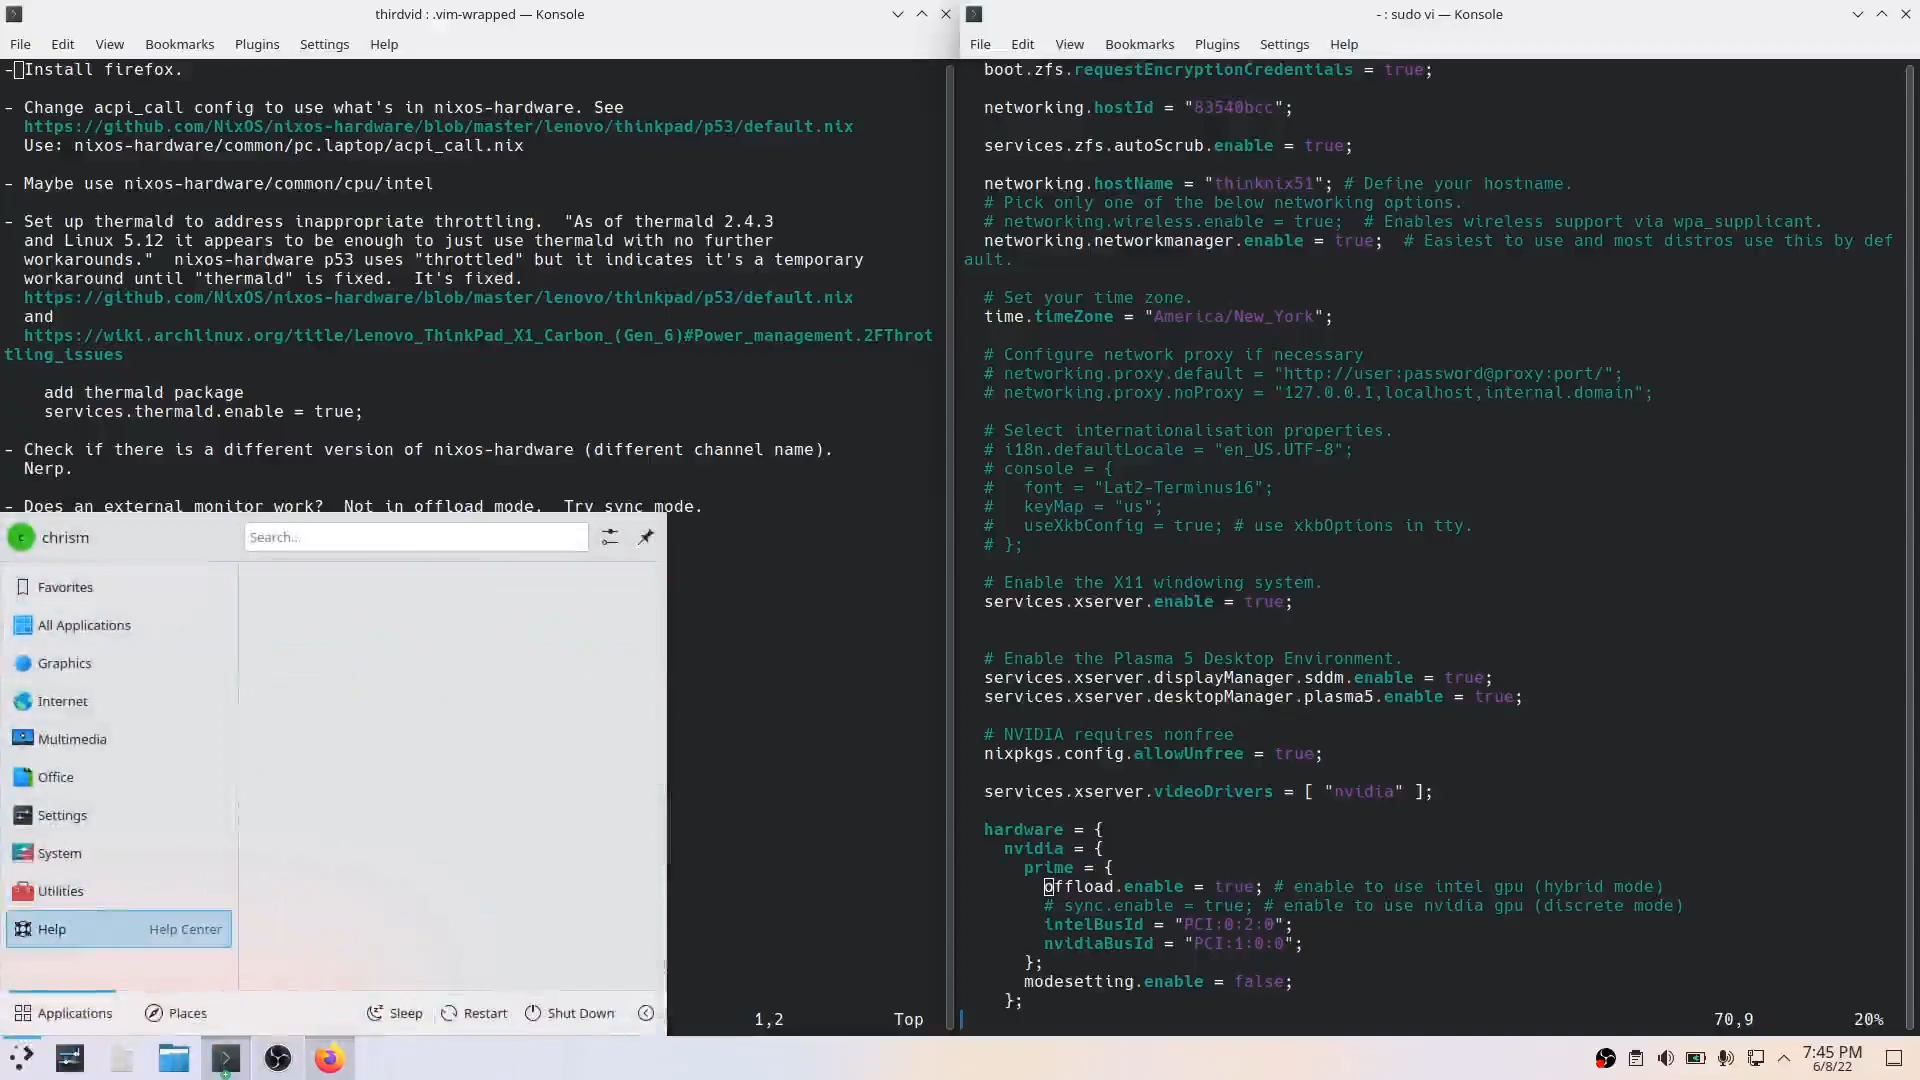 thirdvid : .vim-wrapped — Konsole
File Edit View Bookmarks Plugins Settings Help
-Install firefox.
- Change acpi_call config to use what's in nixos-hardware. See
https://github.com/NixOS/nixos-hardware/blob/master/lenovo/thinkpad/p53/default.nix
Use: nixos-hardware/common/pc.laptop/acpi_call.nix
- Maybe use nixos-hardware/common/cpu/intel
- Set up thermald to address inappropriate throttling. "As of thermald 2.4.3
and Linux 5.12 it appears to be enough to just use thermald with no further
workarounds." nixos-hardware p53 uses "throttled" but it indicates it's a temporary
workaround until "thermald" is fixed. It's fixed.
https://github.com/NixOS/nixos-hardware/blob/master/lenovo/thinkpad/p53/default.nix
and
https://wiki.archlinux.org/title/Lenovo_ThinkPad_X1_Carbon_(Gen_6)#Power_management.2FThrot
tling_issues
add thermald package
services.thermald.enable = true;
- Check if there is a different version of nixos-hardware (different channel name).
Nerp.
- Does an external monitor work? Not in offload mode. Try sync mode.
c chrism Search...
Favorites
All Applications
Graphics
Internet
Multimedia
Office
Settings
System
Utilities
Help Help Center
Applications Places Sleep Restart Shut Down
1,2 Top
- : sudo vi — Konsole
File Edit View Bookmarks Plugins Settings Help
boot.zfs.requestEncryptionCredentials = true;
networking.hostId = "83540bcc";
services.zfs.autoScrub.enable = true;
networking.hostName = "thinknix51"; # Define your hostname.
# Pick only one of the below networking options.
# networking.wireless.enable = true; # Enables wireless support via wpa_supplicant.
networking.networkmanager.enable = true; # Easiest to use and most distros use this by def
ault.
# Set your time zone.
time.timeZone = "America/New_York";
# Configure network proxy if necessary
# networking.proxy.default = "http://user:password@proxy:port/";
# networking.proxy.noProxy = "127.0.0.1,localhost,internal.domain";
# Select internationalisation properties.
# i18n.defaultLocale = "en_US.UTF-8";
# console = {
# font = "Lat2-Terminus16";
# keyMap = "us";
# useXkbConfig = true; # use xkbOptions in tty.
# };
# Enable the X11 windowing system.
services.xserver.enable = true;
# Enable the Plasma 5 Desktop Environment.
services.xserver.displayManager.sddm.enable = true;
services.xserver.desktopManager.plasma5.enable = true;
# NVIDIA requires nonfree
nixpkgs.config.allowUnfree = true;
services.xserver.videoDrivers = [ "nvidia" ];
hardware = {
nvidia = {
prime = {
offload.enable = true; # enable to use intel gpu (hybrid mode)
# sync.enable = true; # enable to use nvidia gpu (discrete mode)
intelBusId = "PCI:0:2:0";
nvidiaBusId = "PCI:1:0:0";
};
modesetting.enable = false;
};
70,9 20%
7:45 PM
6/8/22